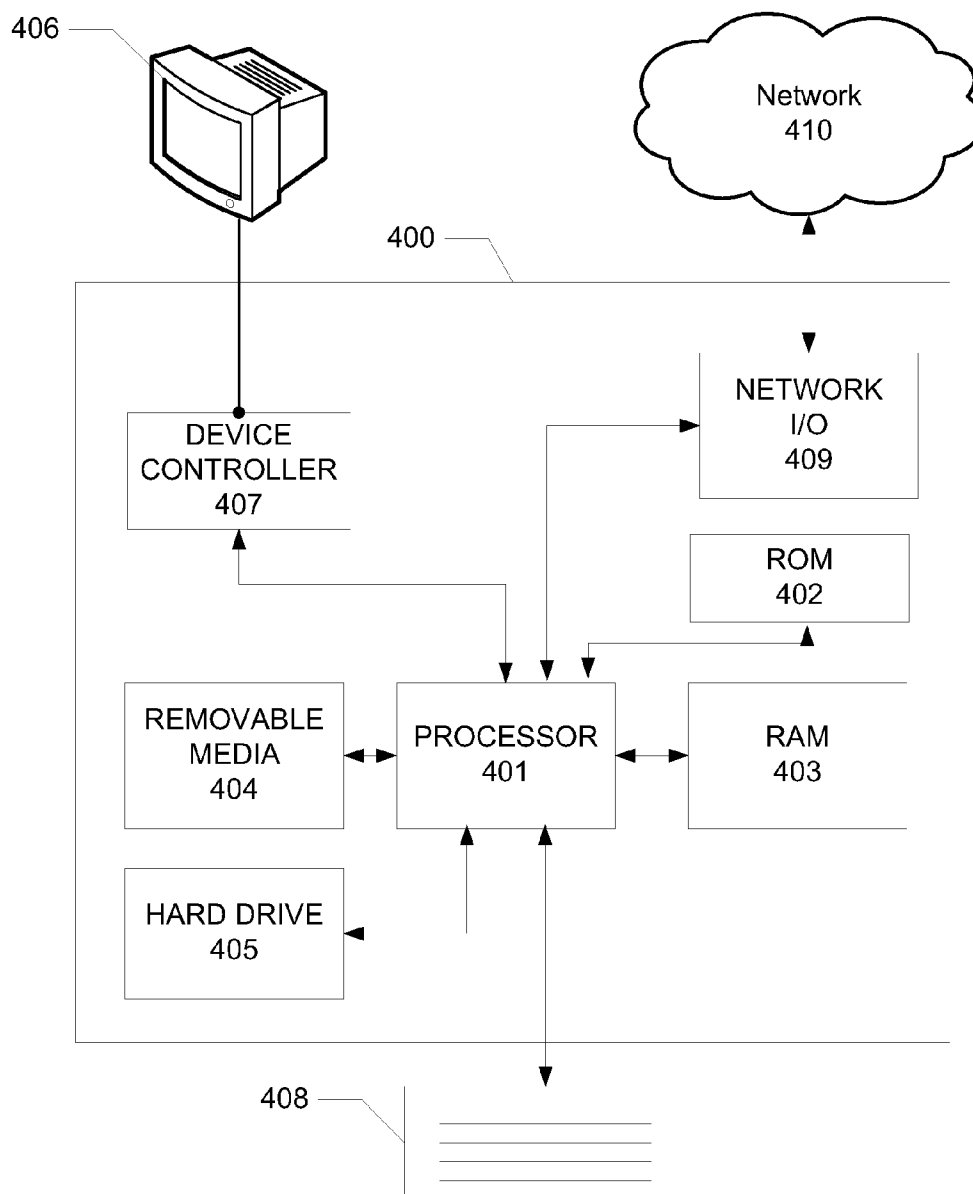 406
Network
410
400
NETWORK
I/O
409
DEVICE
CONTROLLER
407
ROM
402
REMOVABLE
MEDIA
404
PROCESSOR
401
RAM
403
HARD DRIVE
405
408